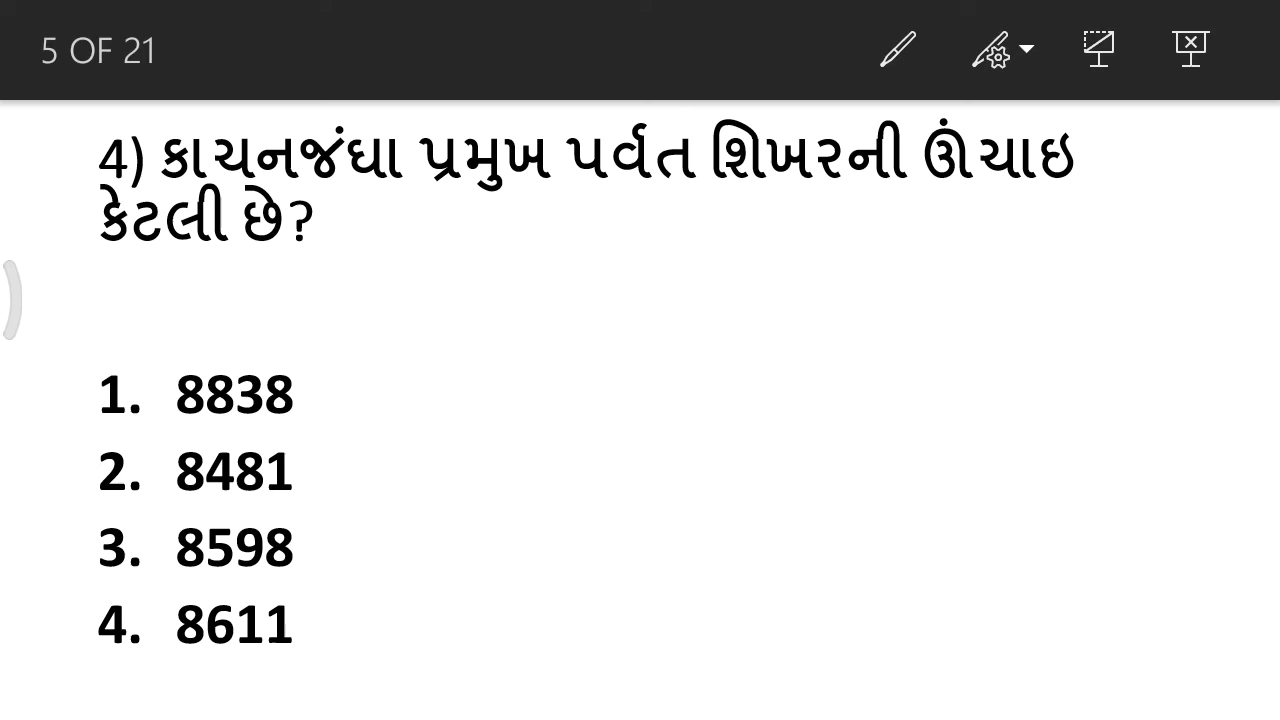 5 OF 21
4) કાચનજંઘા પ્રમુખ પર્વત શિખરની ઊંચાઇ
કેટલી છે?
1. 8838
2. 8481
3. 8598
4. 8611